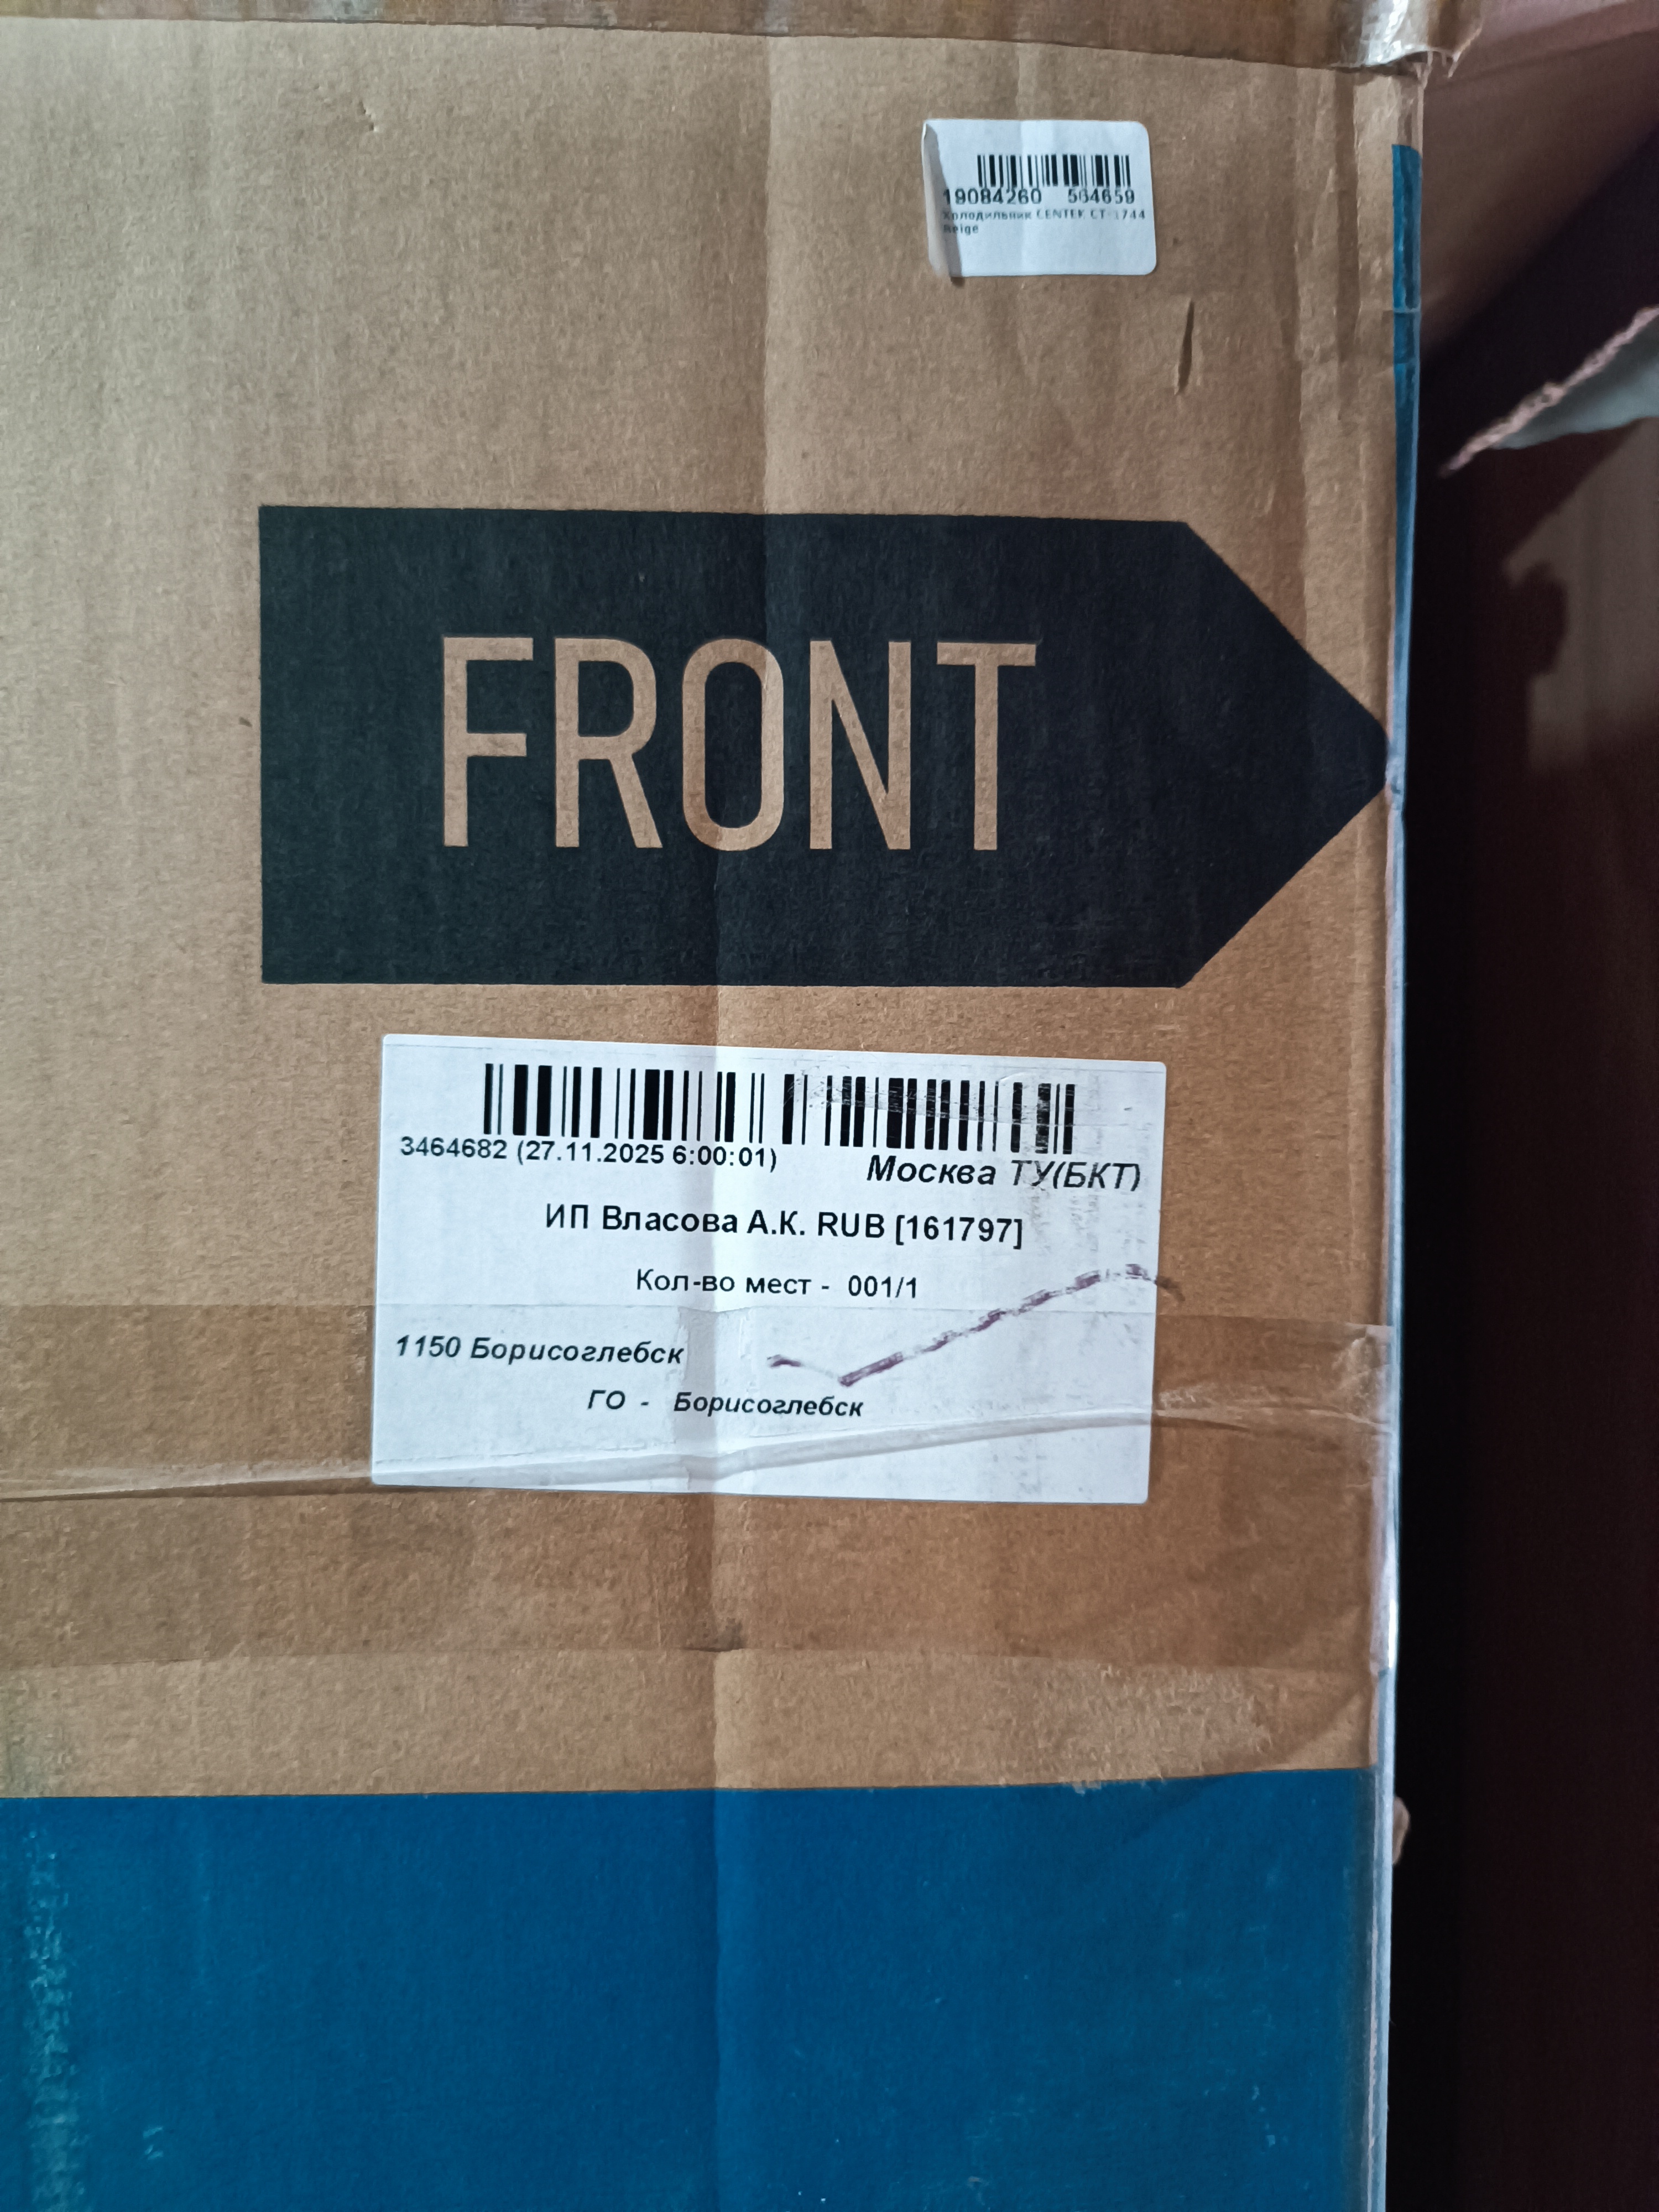 19084260 564659
Холодильник CENTEK CT-1744
Beige
FRONT
3464682 (27.11.2025 6:00:01)
Москва ТУ(БКТ)
ИП Власова А.К. RUB [161797]
Кол-во мест - 001/1
1150 Борисоглебск
ГО - Борисоглебск